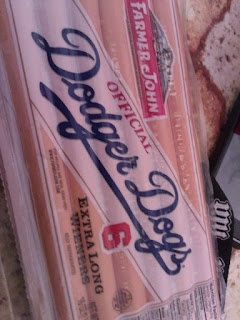 FARMER JOHN
OFFICIAL
Dodger Dogs
6
EXTRA LONG
WIENERS